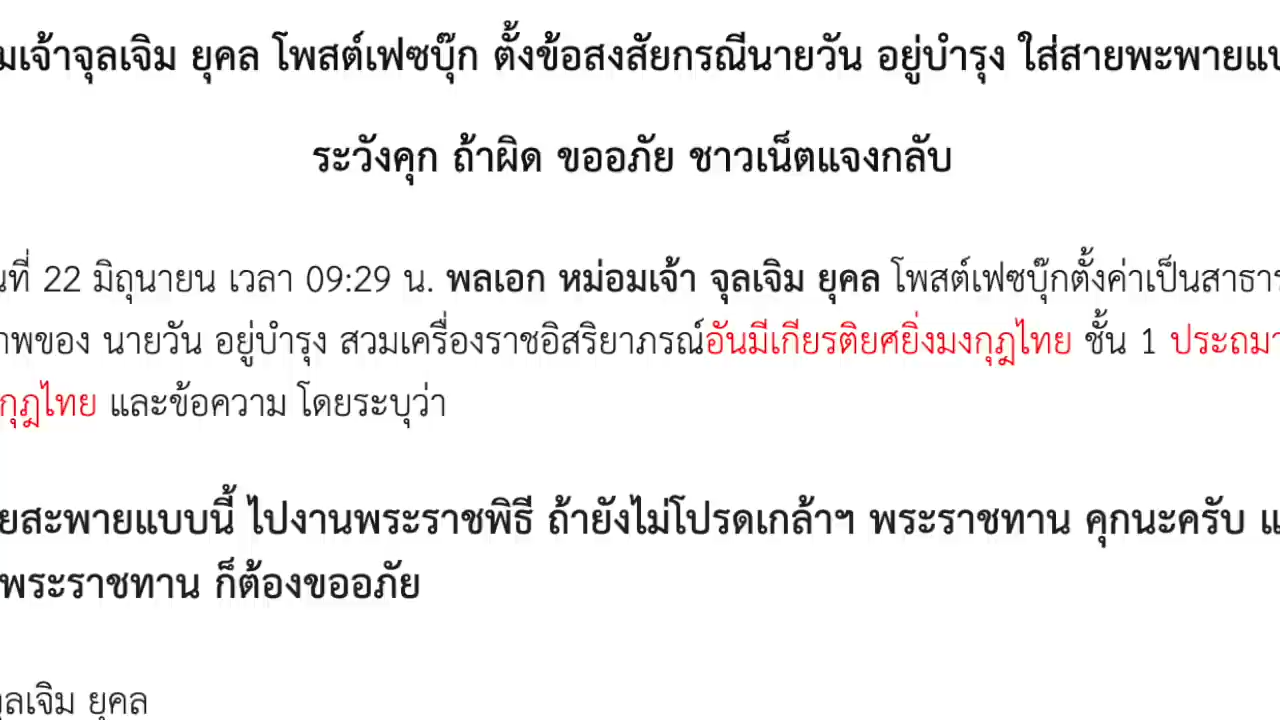 มเจ้าจุลเจิม ยุคล โพสต์เฟซบุ๊ก ตั้งข้อสงสัยกรณีนายวัน อยู่บำรุง ใส่สายพะพายแบ
ระวังคุก ถ้าผิด ขออภัย ชาวเน็ตแจงกลับ
นที่ 22 มิถุนายน เวลา 09:29 น. พลเอก หม่อมเจ้า จุลเจิม ยุคล โพสต์เฟซบุ๊กตั้งค่าเป็นสาธาร
าพของ นายวัน อยู่บำรุง สวมเครื่องราชอิสริยาภรณ์อันมีเกียรติยศยิ่งมงกุฎไทย ชั้น 1 ประถมา
กุฎไทย และข้อความ โดยระบุว่า
ยสะพายแบบนี้ ไปงานพระราชพิธี ถ้ายังไม่โปรดเกล้าฯ พระราชทาน คุกนะครับ แ
พระราชทาน ก็ต้องขออภัย
ุลเจิม ยุคล